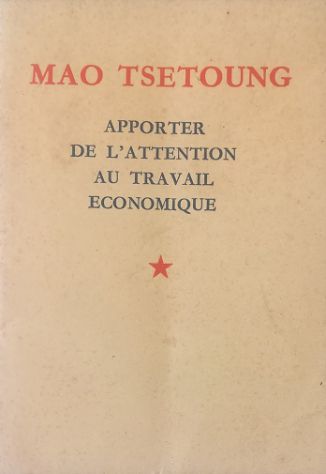 MAO TSETOUNG
APPORTER
DE L'ATTENTION
AU TRAVAIL
ECONOMIQUE